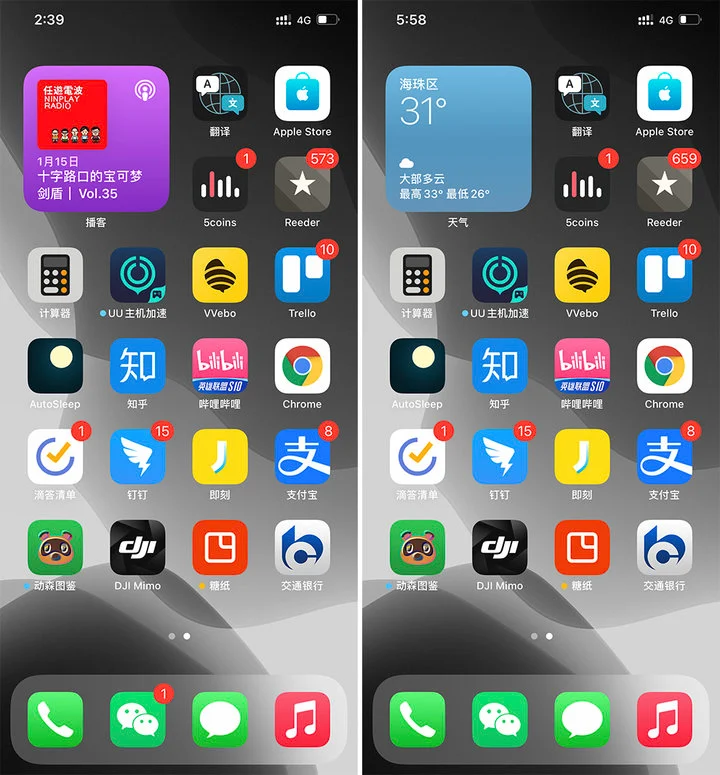 2:39
4G
任遊電波
NINPLAY
RADIO
1月15日
十字路口的宝可梦
剑盾 | Vol.35
播客
A
文
翻译
Apple Store
1
5coins
573
Reeder
计算器
UU 主机加速
VVebo
10
Trello
AutoSleep
知
知乎
bilibili
英雄联盟S10
哔哩哔哩
Chrome
1
滴答清单
15
钉钉
即刻
支
8
支付宝
动森图鉴
dji
DJI Mimo
糖纸
交通银行
1
5:58
4G
海珠区
31°
大部多云
最高 33° 最低 26°
天气
A
文
翻译
Apple Store
1
5coins
659
Reeder
计算器
UU 主机加速
VVebo
10
Trello
AutoSleep
知
知乎
bilibili
英雄联盟S10
哔哩哔哩
Chrome
1
滴答清单
15
钉钉
即刻
支
8
支付宝
动森图鉴
dji
DJI Mimo
糖纸
交通银行